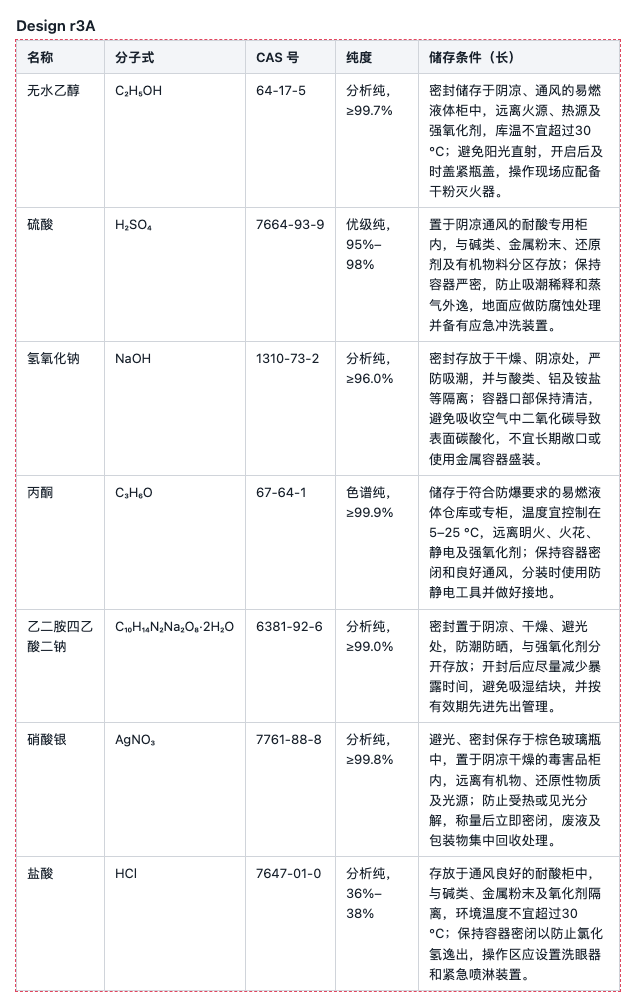 Design r3A
名称 分子式 CAS 号 纯度 储存条件（长）
无水乙醇 C₂H₅OH 64-17-5 分析纯， 密封储存于阴凉、通风的易燃
≥99.7% 液体柜中，远离火源、热源及
强氧化剂，库温不宜超过30
°C；避免阳光直射，开启后及
时盖紧瓶盖，操作现场应配备
干粉灭火器。
硫酸 H₂SO₄ 7664-93-9 优级纯， 置于阴凉通风的耐酸专用柜
95%– 内，与碱类、金属粉末、还原
98% 剂及有机物料分区存放；保持
容器严密，防止吸潮稀释和蒸
气外逸，地面应做防腐蚀处理
并备有应急冲洗装置。
氢氧化钠 NaOH 1310-73-2 分析纯， 密封存放于干燥、阴凉处，严
≥96.0% 防吸潮，并与酸类、铝及铵盐
等隔离；容器口部保持清洁，
避免吸收空气中二氧化碳导致
表面碳酸化，不宜长期敞口或
使用金属容器盛装。
丙酮 C₃H₆O 67-64-1 色谱纯， 储存于符合防爆要求的易燃液
≥99.9% 体仓库或专柜，温度宜控制在
5–25 °C，远离明火、火花、
静电及强氧化剂；保持容器密
闭和良好通风，分装时使用防
静电工具并做好接地。
乙二胺四乙 C₁₀H₁₄N₂Na₂O₈·2H₂O 6381-92-6 分析纯， 密封置于阴凉、干燥、避光
酸二钠 ≥99.0% 处，防潮防晒，与强氧化剂分
开存放；开封后应尽量减少暴
露时间，避免吸湿结块，并按
有效期先进先出管理。
硝酸银 AgNO₃ 7761-88-8 分析纯， 避光、密封保存于棕色玻璃瓶
≥99.8% 中，置于阴凉干燥的毒害品柜
内，远离有机物、还原性物质
及光源；防止受热或见光分
解，称量后立即密闭，废液及
包装物集中回收处理。
盐酸 HCl 7647-01-0 分析纯， 存放于通风良好的耐酸柜中，
36%– 与碱类、金属粉末及氧化剂隔
38% 离，环境温度不宜超过30
°C；保持容器密闭以防止氯化
氢逸出，操作区应设置洗眼器
和紧急喷淋装置。